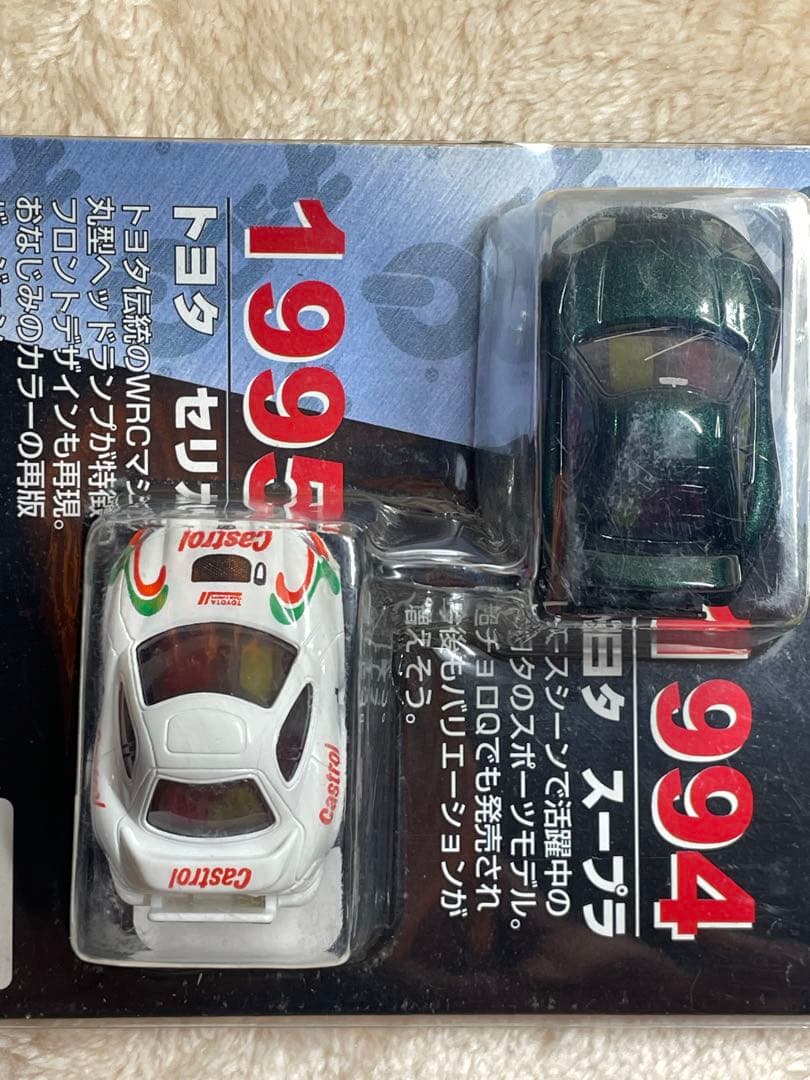 1995
トヨタ セリカ
トヨタ伝統のWRCマシ
丸型ヘッドランプが特徴
フロントデザインも再現。
おなじみのカラーの再版
1994
トヨタ スープラ
ースシーンで活躍中の
ヨタのスポーツモデル。
超チョロQでも発売され
今後もバリエーションが
増えそう。
Castrol
TOYOTA
Castrol
Castrol